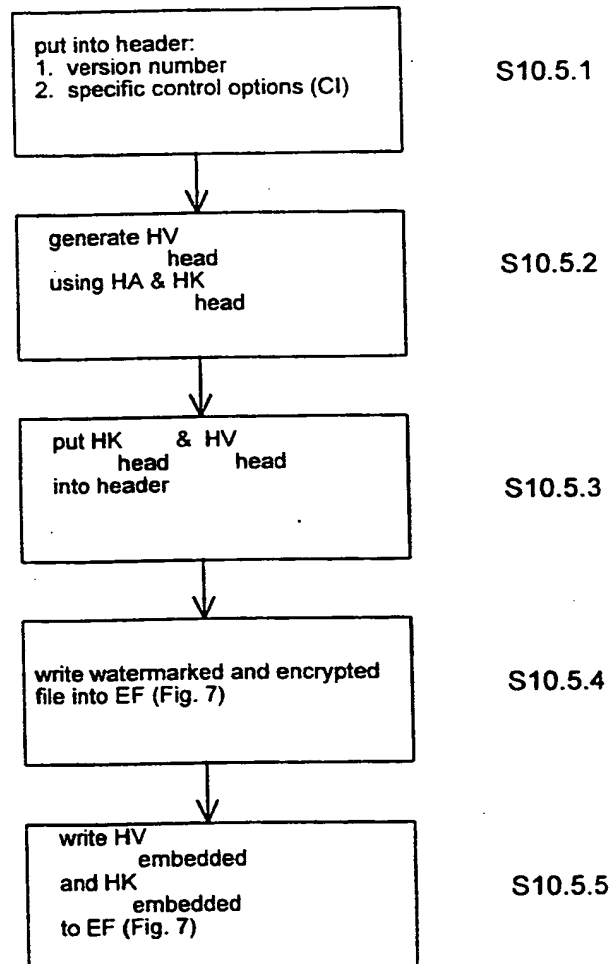 put into header:
1. version number
2. specific control options (CI)
S10.5.1
generate HV
head
using HA & HK
head
S10.5.2
put HK & HV
head head
into header
S10.5.3
write watermarked and encrypted
file into EF (Fig. 7)
S10.5.4
write HV
embedded
and HK
embedded
to EF (Fig. 7)
S10.5.5